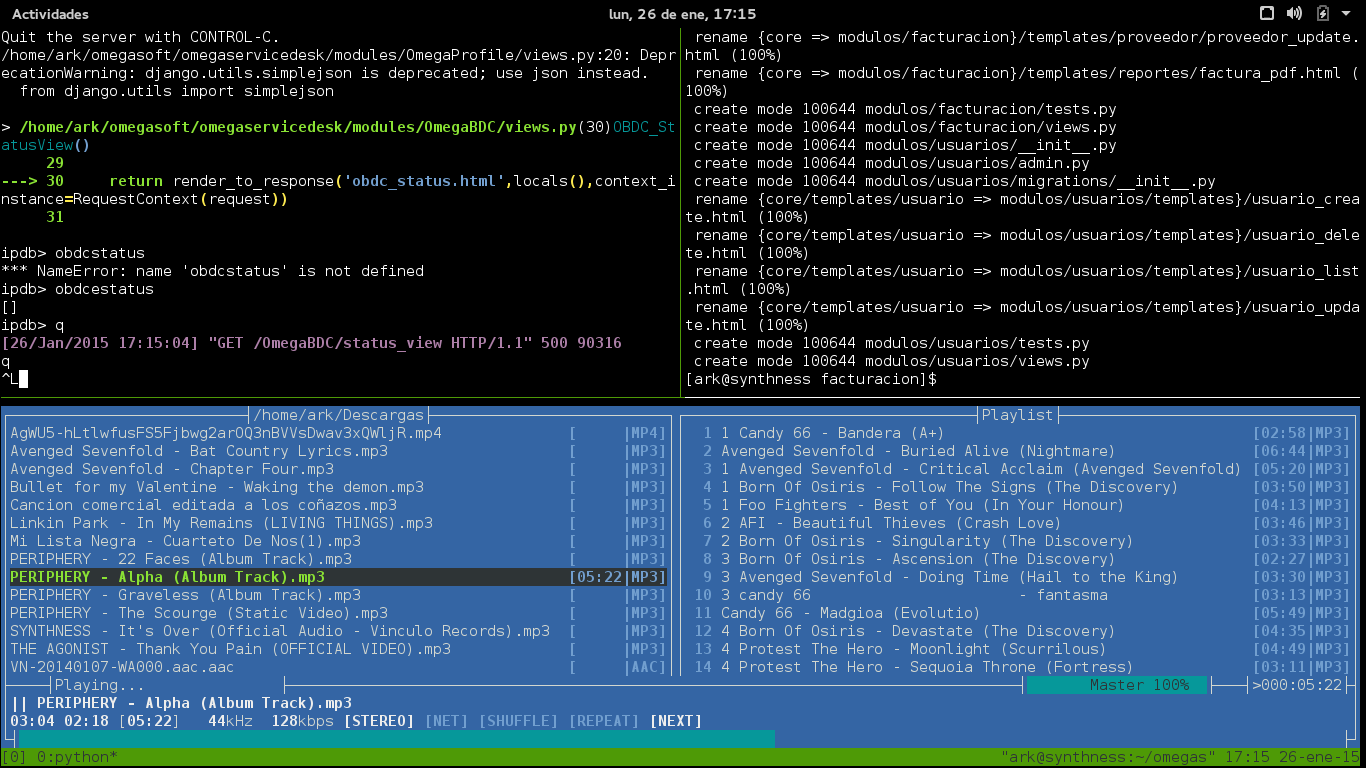 Actividades
lun, 26 de ene, 17:15
Quit the server with CONTROL-C.
/home/ark/omegasoft/omegaservicedesk/modules/OmegaProfile/views.py:20: Depr
ecationWarning: django.utils.simplejson is deprecated; use json instead.
  from django.utils import simplejson
> /home/ark/omegasoft/omegaservicedesk/modules/OmegaBDC/views.py(30)OBDC_St
atusView()
     29
---> 30     return render_to_response('obdc_status.html',locals(),context_i
nstance=RequestContext(request))
     31
ipdb> obdcstatus
*** NameError: name 'obdcstatus' is not defined
ipdb> obdcestatus
[]
ipdb> q
[26/Jan/2015 17:15:04] "GET /OmegaBDC/status_view HTTP/1.1" 500 90316
q
^L
 rename {core => modulos/facturacion}/templates/proveedor/proveedor_update.
html (100%)
 rename {core => modulos/facturacion}/templates/reportes/factura_pdf.html (
100%)
 create mode 100644 modulos/facturacion/tests.py
 create mode 100644 modulos/facturacion/views.py
 create mode 100644 modulos/usuarios/__init__.py
 create mode 100644 modulos/usuarios/admin.py
 create mode 100644 modulos/usuarios/migrations/__init__.py
 rename {core/templates/usuario => modulos/usuarios/templates}/usuario_crea
te.html (100%)
 rename {core/templates/usuario => modulos/usuarios/templates}/usuario_dele
te.html (100%)
 rename {core/templates/usuario => modulos/usuarios/templates}/usuario_list
.html (100%)
 rename {core/templates/usuario => modulos/usuarios/templates}/usuario_upda
te.html (100%)
 create mode 100644 modulos/usuarios/tests.py
 create mode 100644 modulos/usuarios/views.py
[ark@synthness facturacion]$
/home/ark/Descargas
AgWU5-hLtlwfusFS5Fjbwg2arOQ3nBVVsDwav3xQWljR.mp4 [     |MP4]
Avenged Sevenfold - Bat Country Lyrics.mp3 [     |MP3]
Avenged Sevenfold - Chapter Four.mp3 [     |MP3]
Bullet for my Valentine - Waking the demon.mp3 [     |MP3]
Cancion comercial editada a los coñazos.mp3 [     |MP3]
Linkin Park - In My Remains (LIVING THINGS).mp3 [     |MP3]
Mi Lista Negra - Cuarteto De Nos(1).mp3 [     |MP3]
PERIPHERY - 22 Faces (Album Track).mp3 [     |MP3]
PERIPHERY - Alpha (Album Track).mp3 [05:22|MP3]
PERIPHERY - Graveless (Album Track).mp3 [     |MP3]
PERIPHERY - The Scourge (Static Video).mp3 [     |MP3]
SYNTHNESS - It's Over (Official Audio - Vinculo Records).mp3 [     |MP3]
THE AGONIST - Thank You Pain (OFFICIAL VIDEO).mp3 [     |MP3]
VN-20140107-WA000.aac.aac [     |AAC]
Playlist
1 1 Candy 66 - Bandera (A+) [02:58|MP3]
2 Avenged Sevenfold - Buried Alive (Nightmare) [06:44|MP3]
3 1 Avenged Sevenfold - Critical Acclaim (Avenged Sevenfold) [05:20|MP3]
4 1 Born Of Osiris - Follow The Signs (The Discovery) [03:50|MP3]
5 1 Foo Fighters - Best of You (In Your Honour) [04:13|MP3]
6 2 AFI - Beautiful Thieves (Crash Love) [03:46|MP3]
7 2 Born Of Osiris - Singularity (The Discovery) [03:33|MP3]
8 3 Born Of Osiris - Ascension (The Discovery) [02:27|MP3]
9 3 Avenged Sevenfold - Doing Time (Hail to the King) [03:30|MP3]
10 3 candy 66                       - fantasma [03:13|MP3]
11 Candy 66 - Madgioa (Evolutio) [05:49|MP3]
12 4 Born Of Osiris - Devastate (The Discovery) [04:35|MP3]
13 4 Protest The Hero - Moonlight (Scurrilous) [04:49|MP3]
14 4 Protest The Hero - Sequoia Throne (Fortress) [03:11|MP3]
Playing...
Master 100%
>000:05:22
|| PERIPHERY - Alpha (Album Track).mp3
03:04 02:18 [05:22]   44kHz  128kbps [STEREO] [NET] [SHUFFLE] [REPEAT] [NEXT]
[0] 0:python*
"ark@synthness:~/omegas" 17:15 26-ene-15